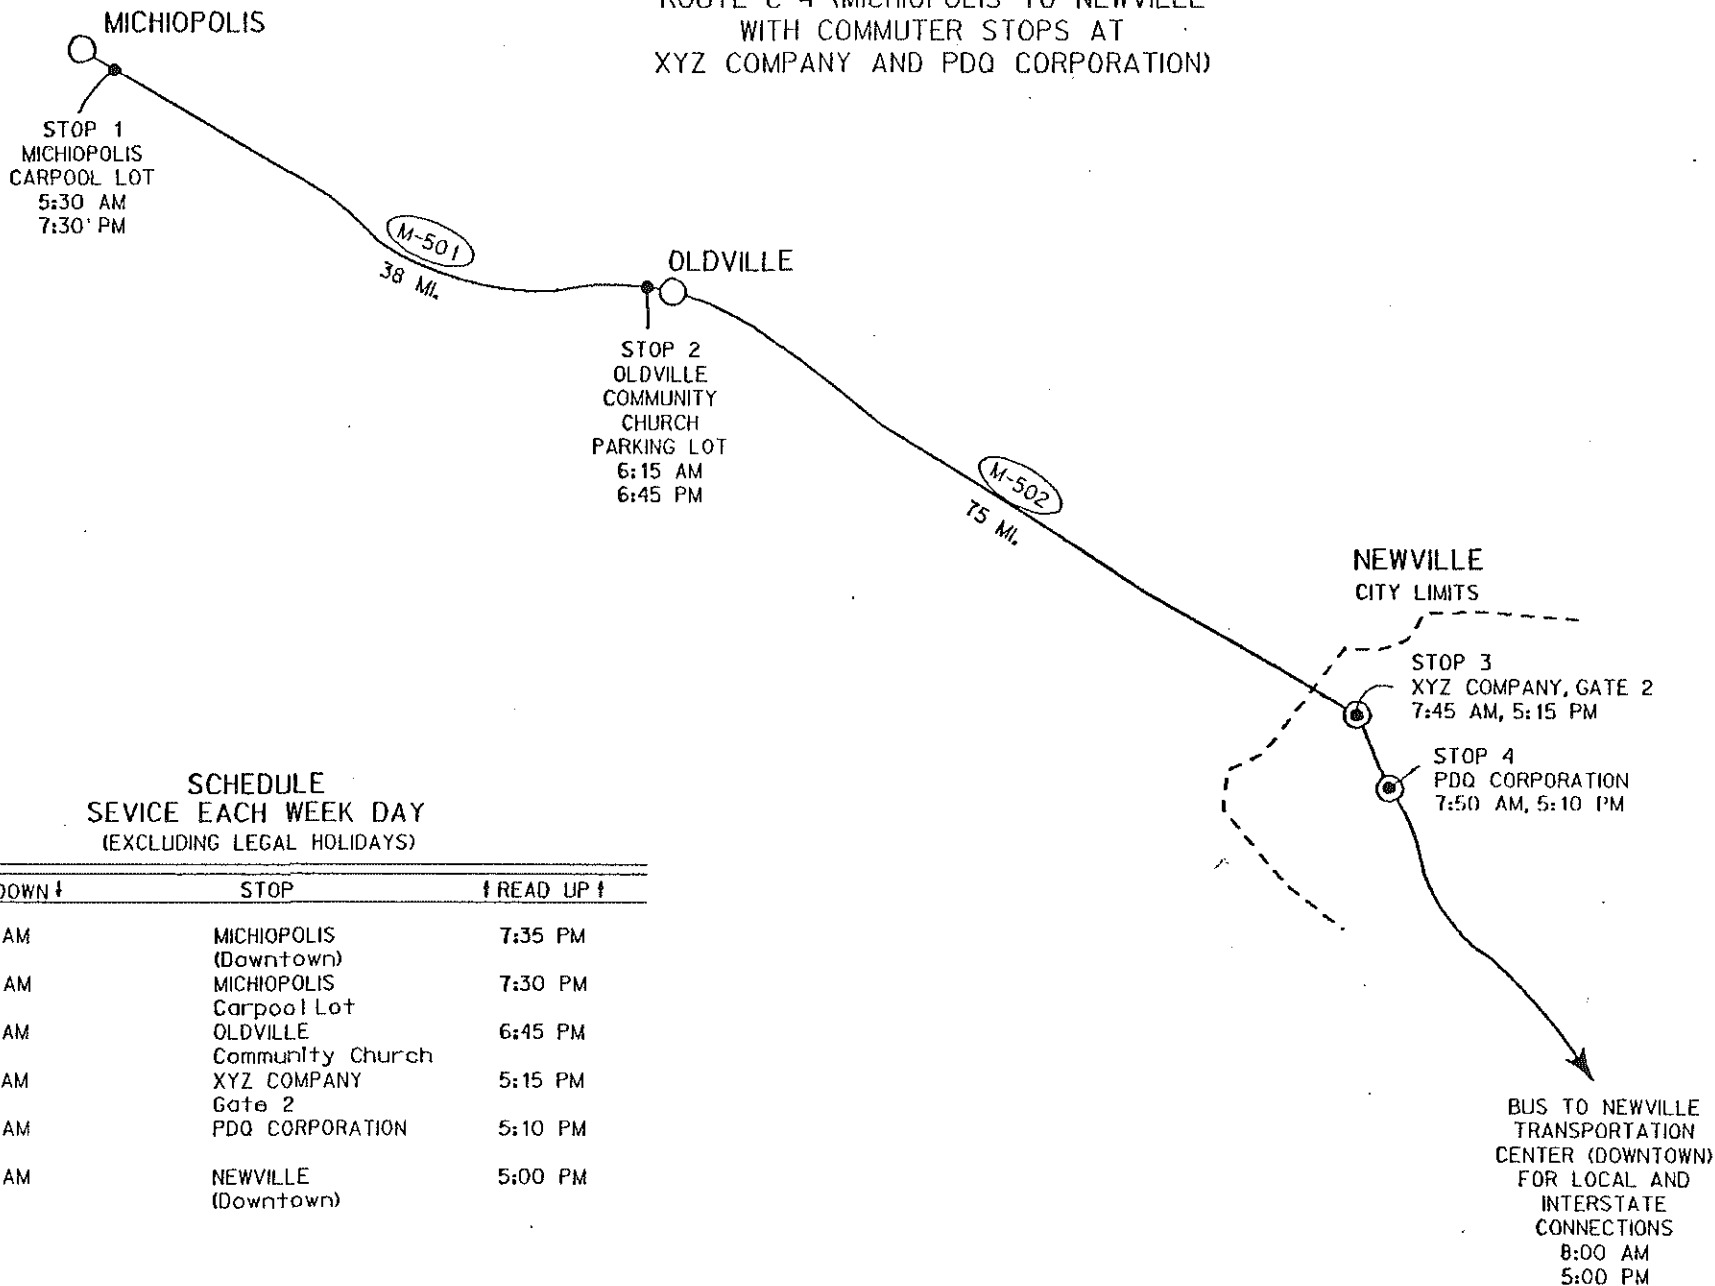 MICHIOPOLIS
ROUTE C-4 (MICHIOPOLIS TO NEWVILLE
WITH COMMUTER STOPS AT
XYZ COMPANY AND PDQ CORPORATION)
STOP 1
MICHIOPOLIS
CARPOOL LOT
5:30 AM
7:30 PM
M-501
38 MI.
OLDVILLE
STOP 2
OLDVILLE
COMMUNITY
CHURCH
PARKING LOT
6:15 AM
6:45 PM
M-502
75 MI.
NEWVILLE
CITY LIMITS
STOP 3
XYZ COMPANY, GATE 2
7:45 AM, 5:15 PM
STOP 4
PDQ CORPORATION
7:50 AM, 5:10 PM
SCHEDULE
SEVICE EACH WEEK DAY
(EXCLUDING LEGAL HOLIDAYS)
DOWN STOP READ UP
AM MICHIOPOLIS 7:35 PM
(Downtown)
AM MICHIOPOLIS 7:30 PM
Carpool Lot
AM OLDVILLE 6:45 PM
Community Church
AM XYZ COMPANY 5:15 PM
Gate 2
AM PDQ CORPORATION 5:10 PM
AM NEWVILLE 5:00 PM
(Downtown)
BUS TO NEWVILLE
TRANSPORTATION
CENTER (DOWNTOWN)
FOR LOCAL AND
INTERSTATE
CONNECTIONS
8:00 AM
5:00 PM